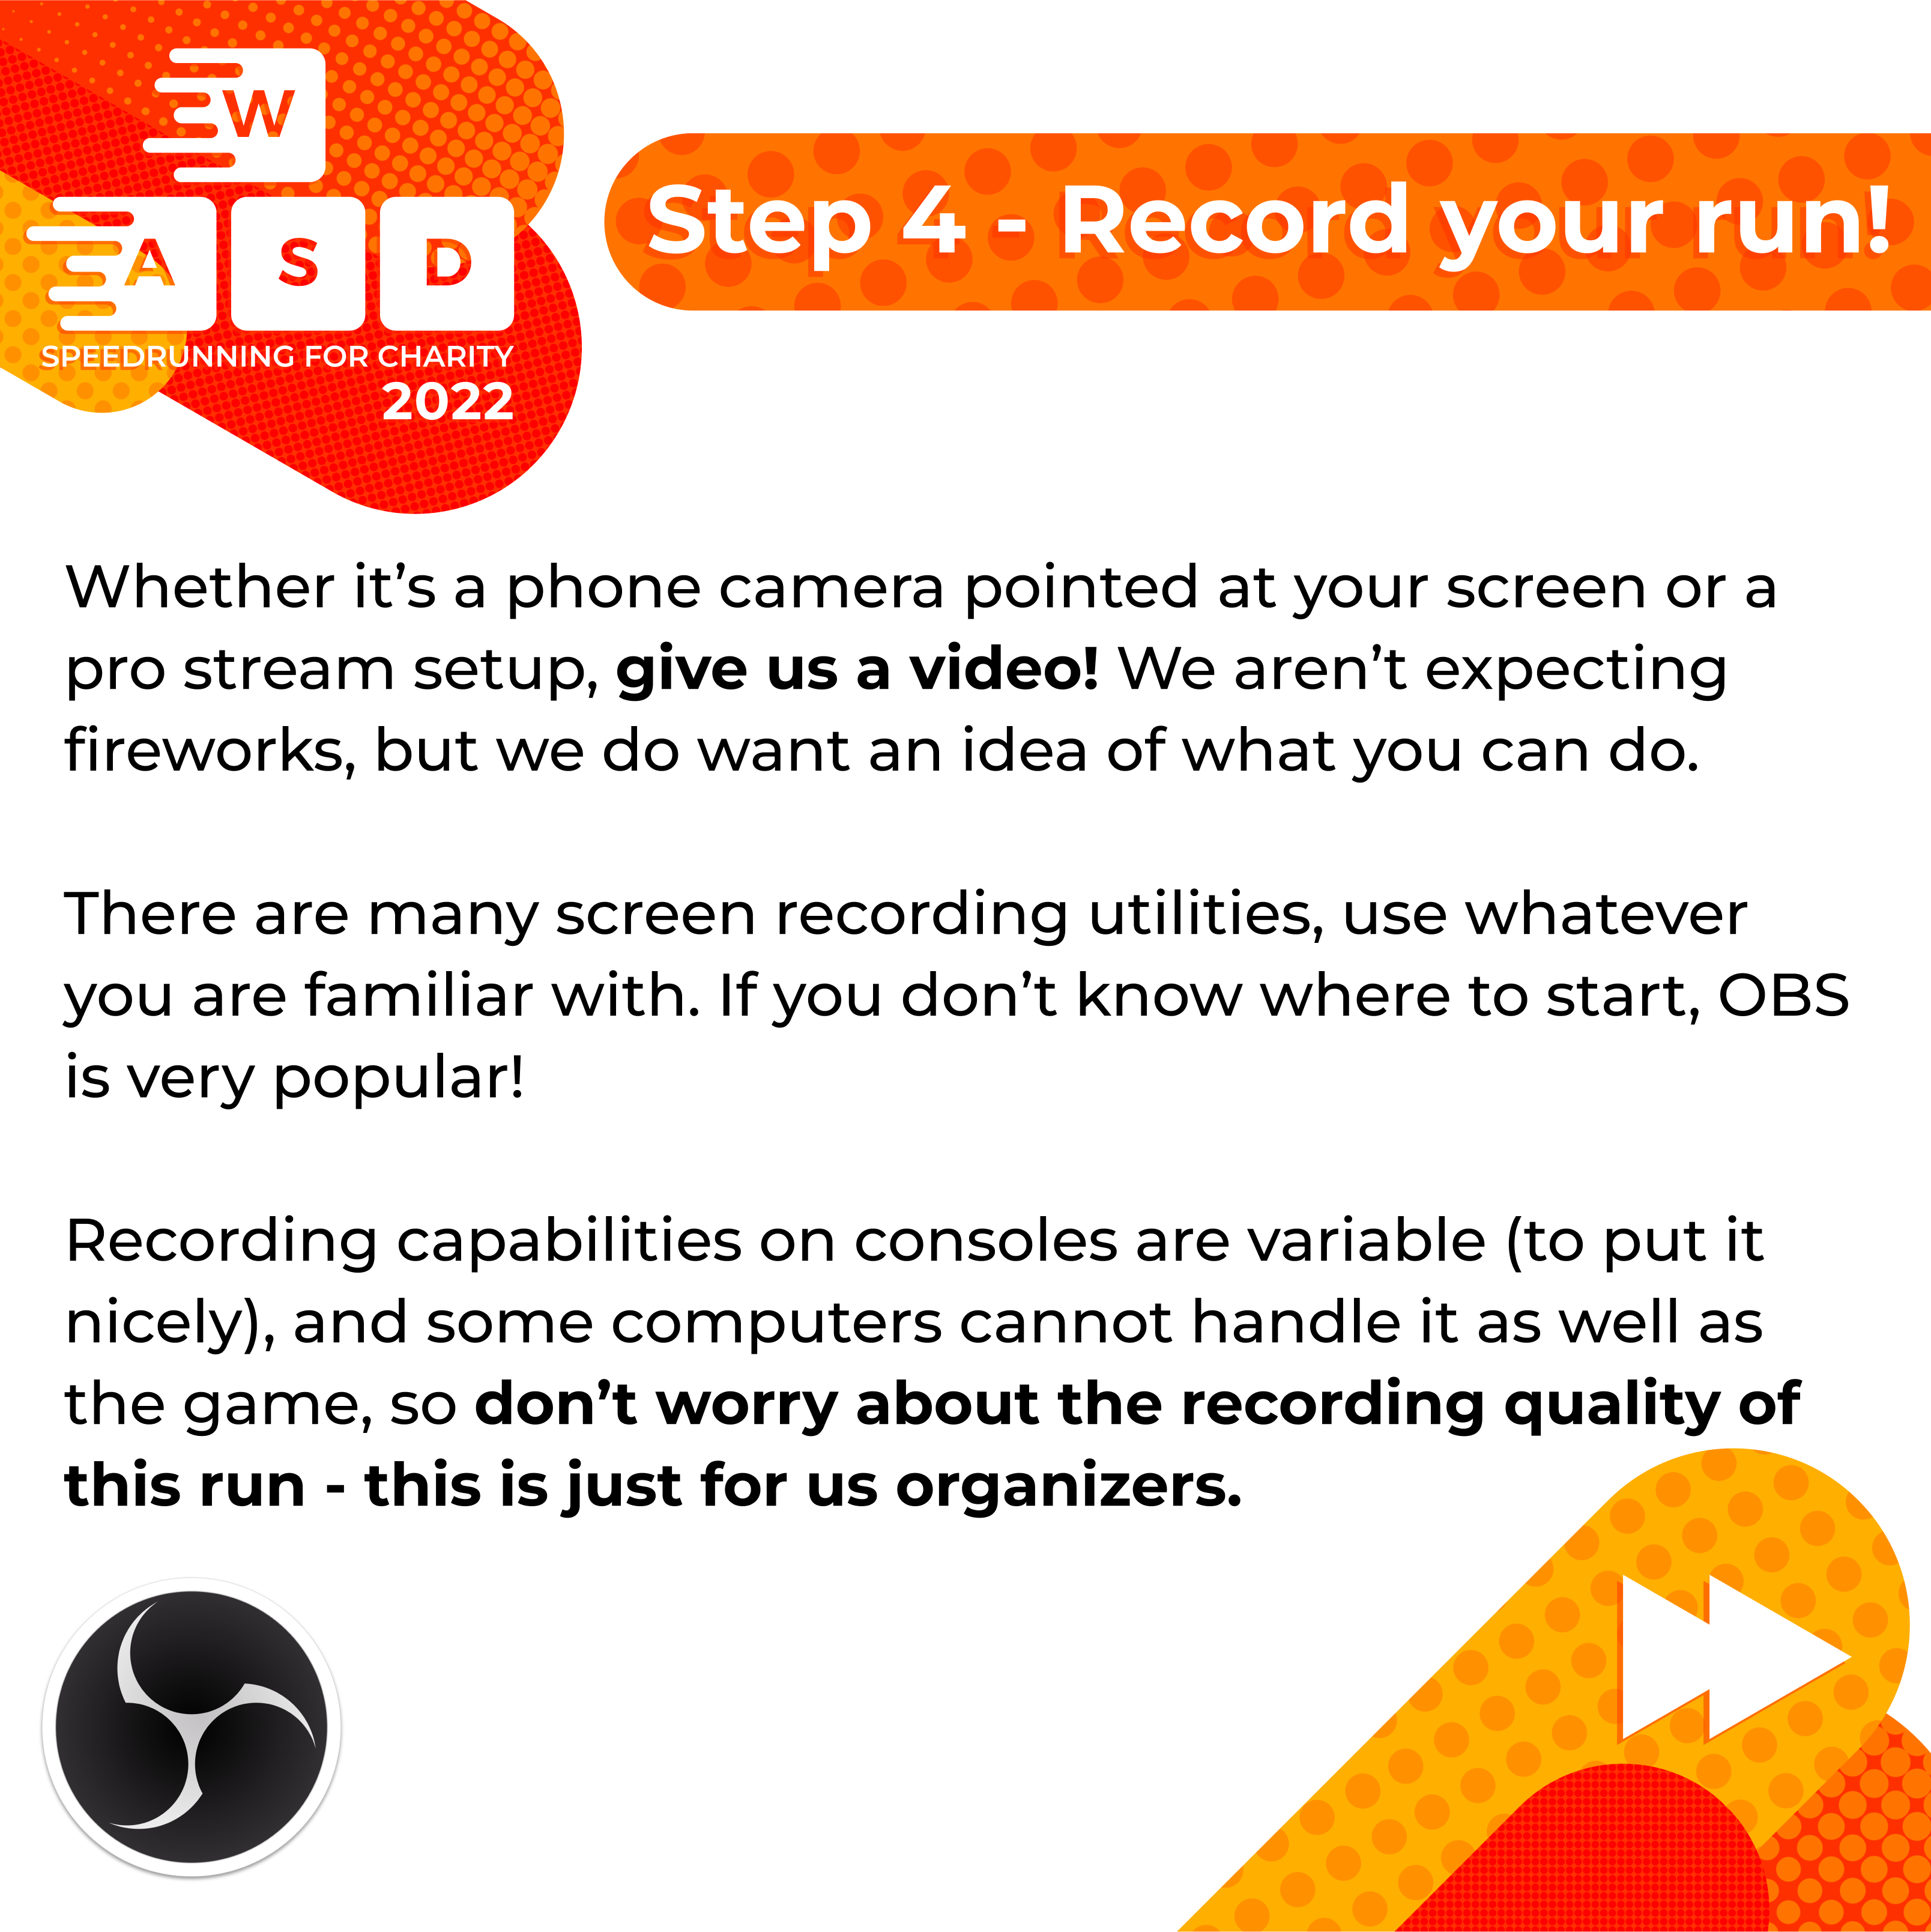 W
A S D
SPEEDRUNNING FOR CHARITY
2022
Step 4 - Record your run!
Whether it’s a phone camera pointed at your screen or a
pro stream setup, give us a video! We aren’t expecting
fireworks, but we do want an idea of what you can do.
There are many screen recording utilities, use whatever
you are familiar with. If you don’t know where to start, OBS
is very popular!
Recording capabilities on consoles are variable (to put it
nicely), and some computers cannot handle it as well as
the game, so don’t worry about the recording quality of
this run - this is just for us organizers.